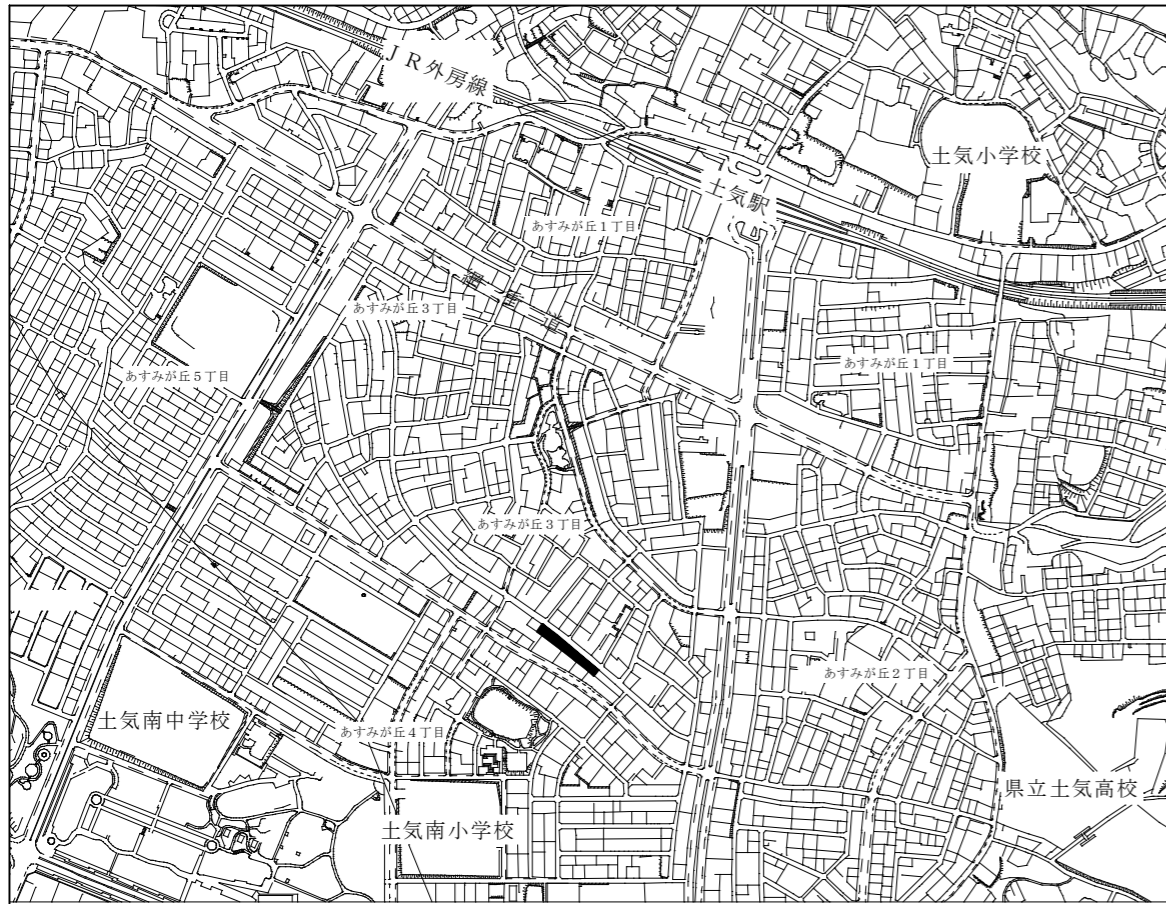 JR外房線
土気小学校
土気駅
あすみが丘1丁目
大網街道
あすみが丘3丁目
あすみが丘5丁目
あすみが丘1丁目
あすみが丘3丁目
あすみが丘2丁目
土気南中学校
あすみが丘4丁目
県立土気高校
土気南小学校